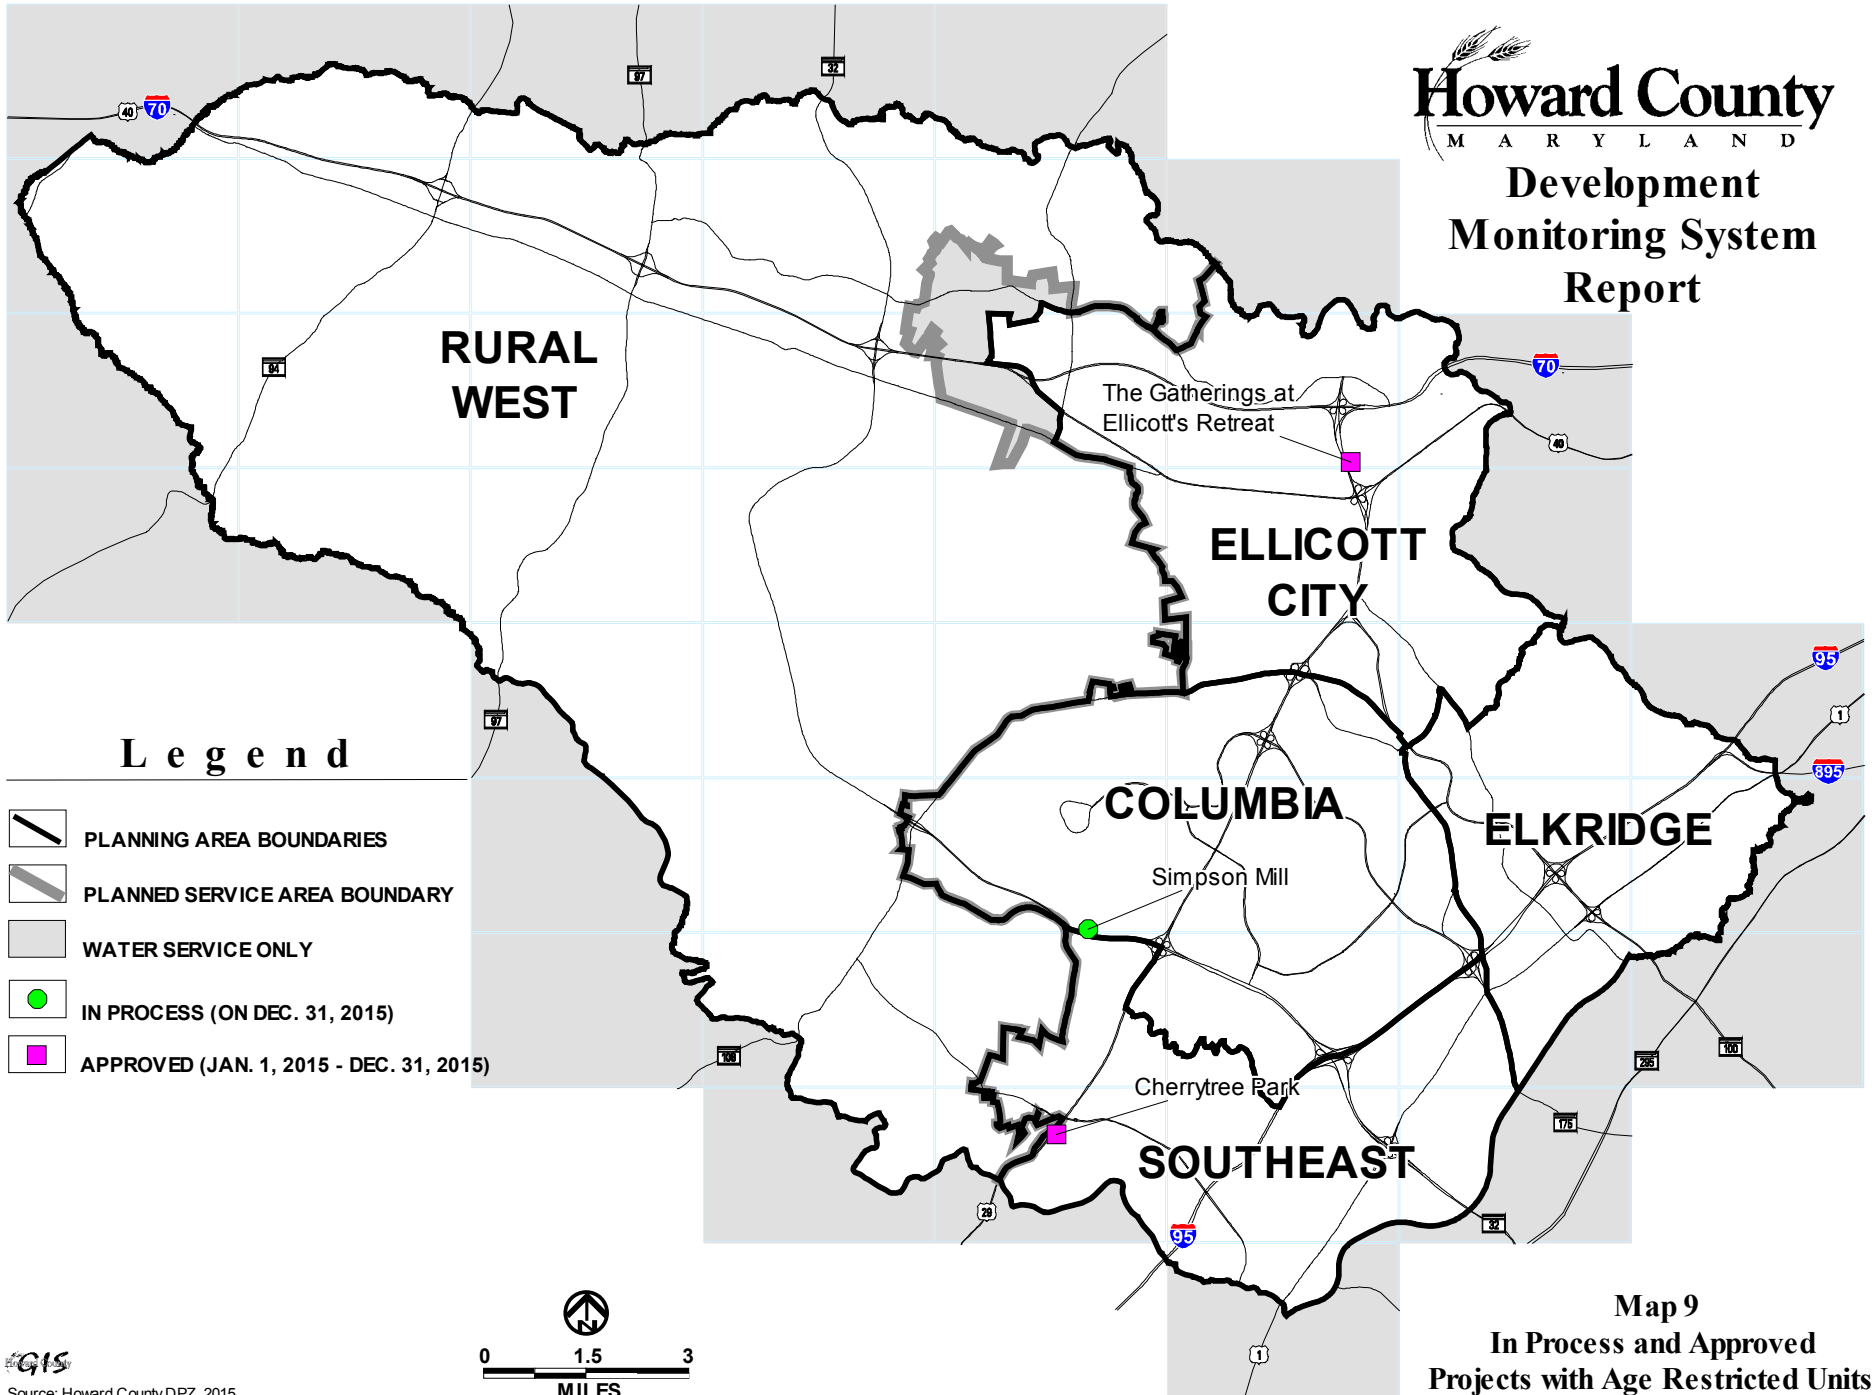 Howard County
MARYLAND
Development
Monitoring System
Report
40
70
97
32
RURAL
WEST
94
70
The Gatherings at
Ellicott's Retreat
40
ELLICOTT
CITY
95
1
97
895
Legend
COLUMBIA
ELKRIDGE
PLANNING AREA BOUNDARIES
Simpson Mill
PLANNED SERVICE AREA BOUNDARY
WATER SERVICE ONLY
IN PROCESS (ON DEC. 31, 2015)
APPROVED (JAN. 1, 2015 - DEC. 31, 2015)
108
295
100
Cherrytree Park
175
SOUTHEAST
29
95
32
N
Map 9
In Process and Approved
Projects with Age Restricted Units
1
0 1.5 3
MILES
Howard County
GIS
Source: Howard County DPZ, 2015